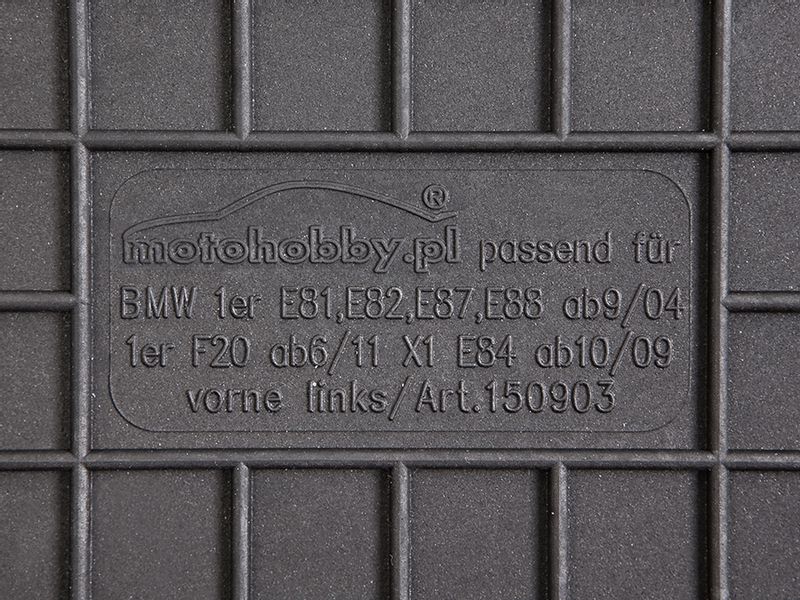 ®
motohobby.pl passend für
BMW 1er E81,E82,E87,E88 ab9/04
1er F20 ab6/11 X1 E84 ab10/09
vorne links/Art.150903